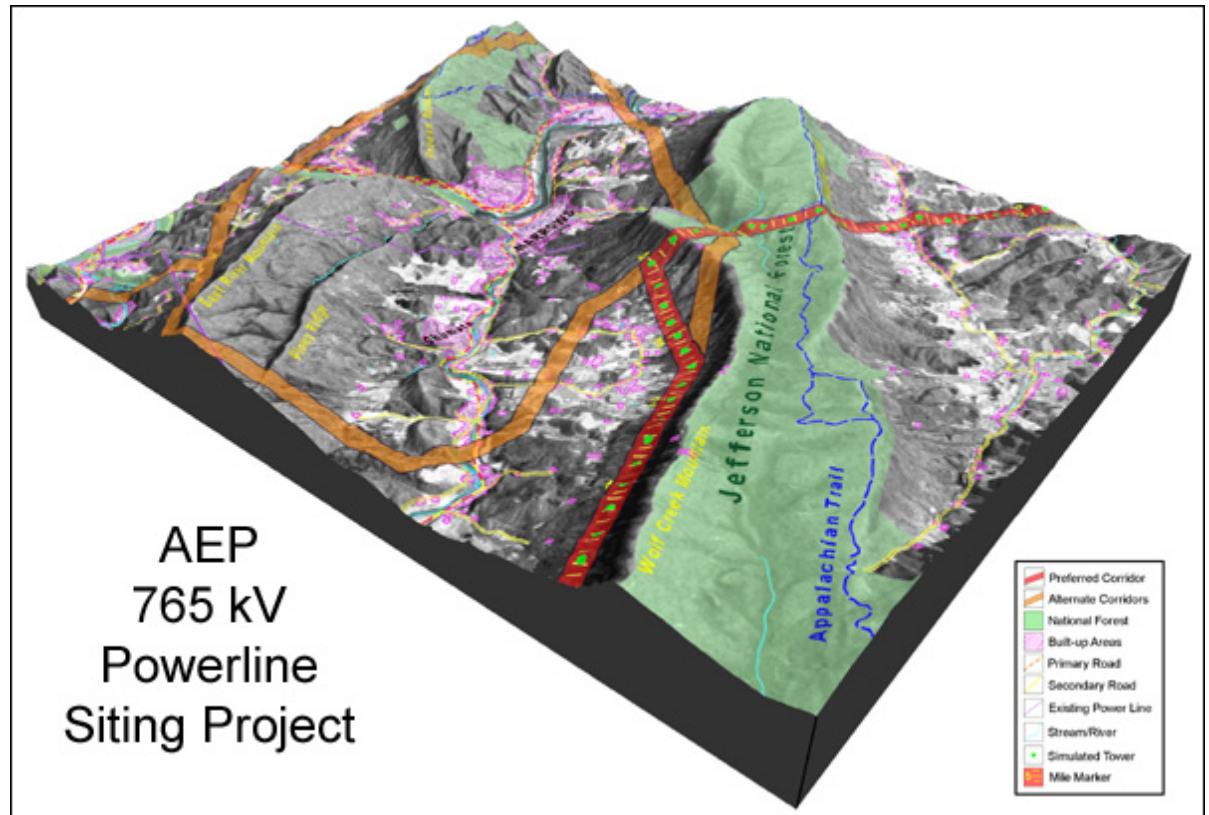 East River Mountain
Piney Ridge
NARROWS
Jefferson National Forest
Wolf Creek Mountain
Appalachian Trail
AEP
765 kV
Powerline
Siting Project
Preferred Corridor
Alternate Corridors
National Forest
Built-up Areas
Primary Road
Secondary Road
Existing Power Line
Stream/River
Simulated Tower
Mile Marker